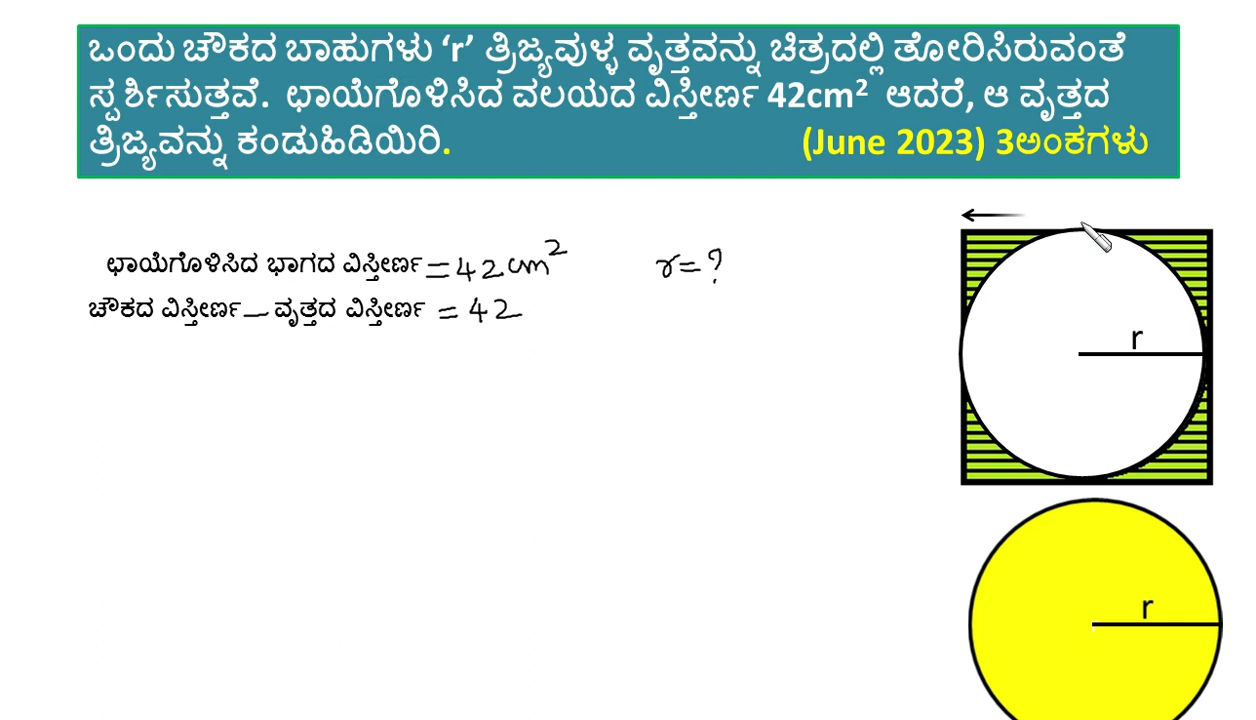 ಒಂದು ಚೌಕದ ಬಾಹುಗಳು ‘r’ ತ್ರಿಜ್ಯವುಳ್ಳ ವೃತ್ತವನ್ನು ಚಿತ್ರದಲ್ಲಿ ತೋರಿಸಿರುವಂತೆ
ಸ್ಪರ್ಶಿಸುತ್ತವೆ. ಛಾಯೆಗೊಳಿಸಿದ ವಲಯದ ವಿಸ್ತೀರ್ಣ 42cm² ಆದರೆ, ಆ ವೃತ್ತದ
ತ್ರಿಜ್ಯವನ್ನು ಕಂಡುಹಿಡಿಯಿರಿ. (June 2023) 3ಅಂಕಗಳು
ಛಾಯೆಗೊಳಿಸಿದ ಭಾಗದ ವಿಸ್ತೀರ್ಣ = 42 cm² r = ?
ಚೌಕದ ವಿಸ್ತೀರ್ಣ – ವೃತ್ತದ ವಿಸ್ತೀರ್ಣ = 42
r
r